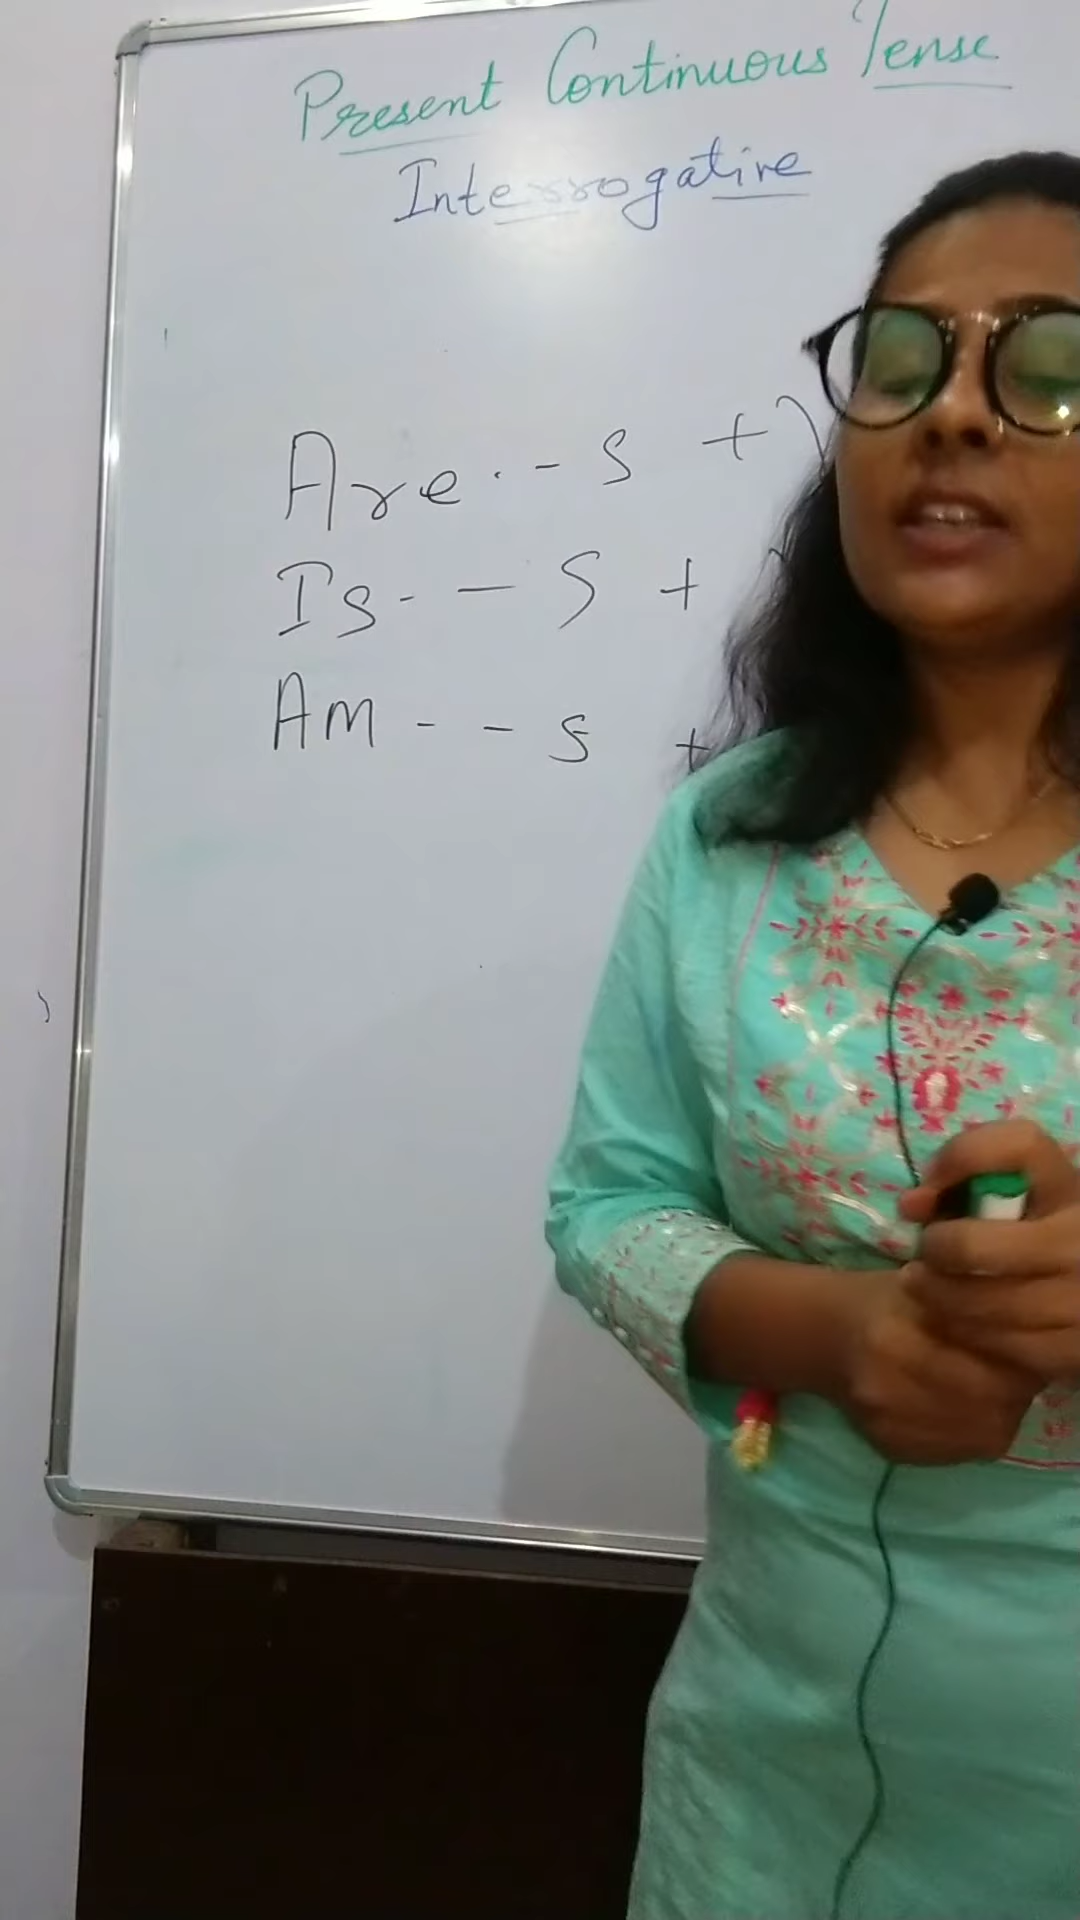 Present Continuous Tense
Interrogative
Are - - S + V
Is - - S +
Am - - S +